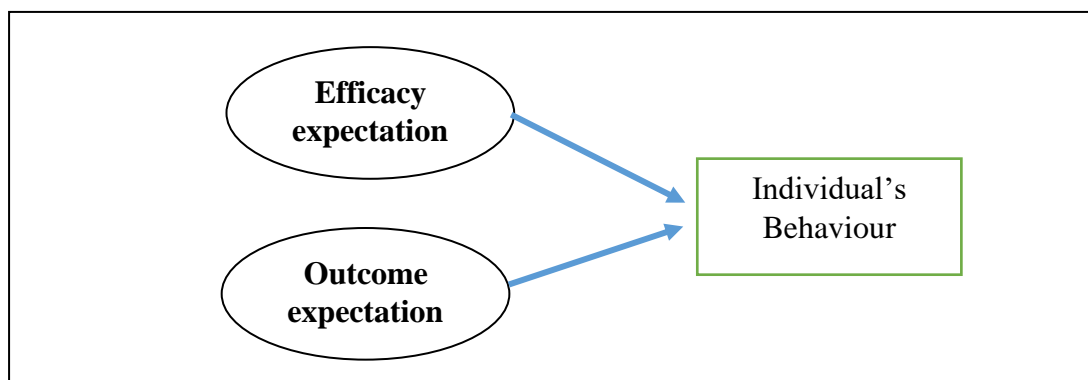 Efficacy
expectation
Individual’s
Behaviour
Outcome
expectation